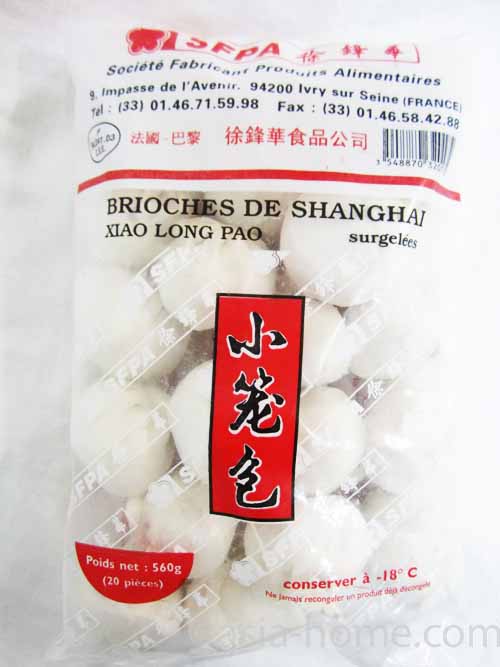 SFPA 徐鋒華
Société Fabricant Produits Alimentaires
9, Impasse de l'Avenir. 94200 Ivry sur Seine (FRANCE)
Tél : (33) 01.46.71.59.98 Fax : (33) 01.46.58.42.88
法國-巴黎 徐鋒華食品公司
BRIOCHES DE SHANGHAI
XIAO LONG PAO surgelées
小笼包
Poids net : 560g
(20 pièces)
conserver à -18° C
Ne jamais recongeler un produit déjà décongelé
asia-home.com